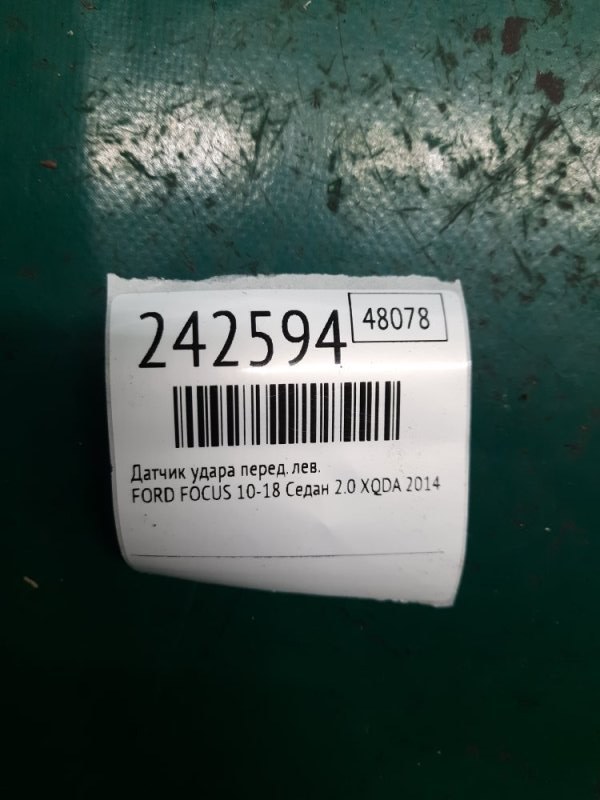 242594
48078
Датчик удара перед. лев.
FORD FOCUS 10-18 Седан 2.0 XQDA 2014